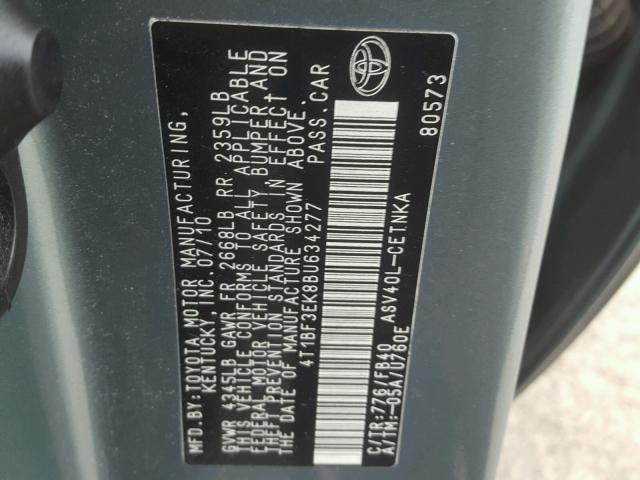 MFD. BY: TOYOTA MOTOR MANUFACTURING,
KENTUCKY, INC. 07/10
GVWR 4345LB GAWR FR 2668LB RR 2359LB
THIS VEHICLE CONFORMS TO ALL APPLICABLE
FEDERAL MOTOR VEHICLE SAFETY BUMPER, AND
THEFT PREVENTION STANDARDS IN EFFECT ON
THE DATE OF MANUFACTURE SHOWN ABOVE.
4T1BF3EK8BU634277 PASS. CAR
C/TR:776/FB40 ASV40L-CETNKA
A/TM:-05A/U760E 80573